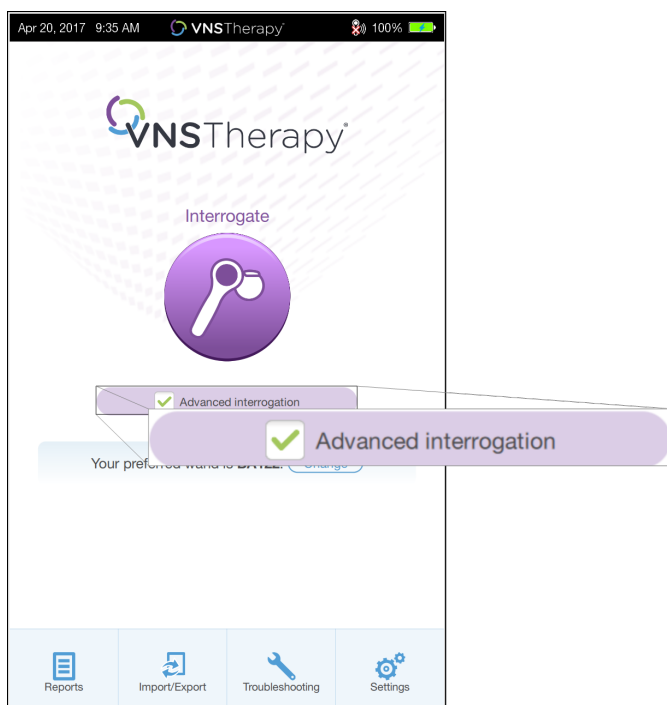 Apr 20, 2017 9:35 AM VNSTherapy® 100%
VNSTherapy®
Interrogate
Advanced interrogation
Advanced interrogation
Your preferred wand is
Reports Import/Export Troubleshooting Settings